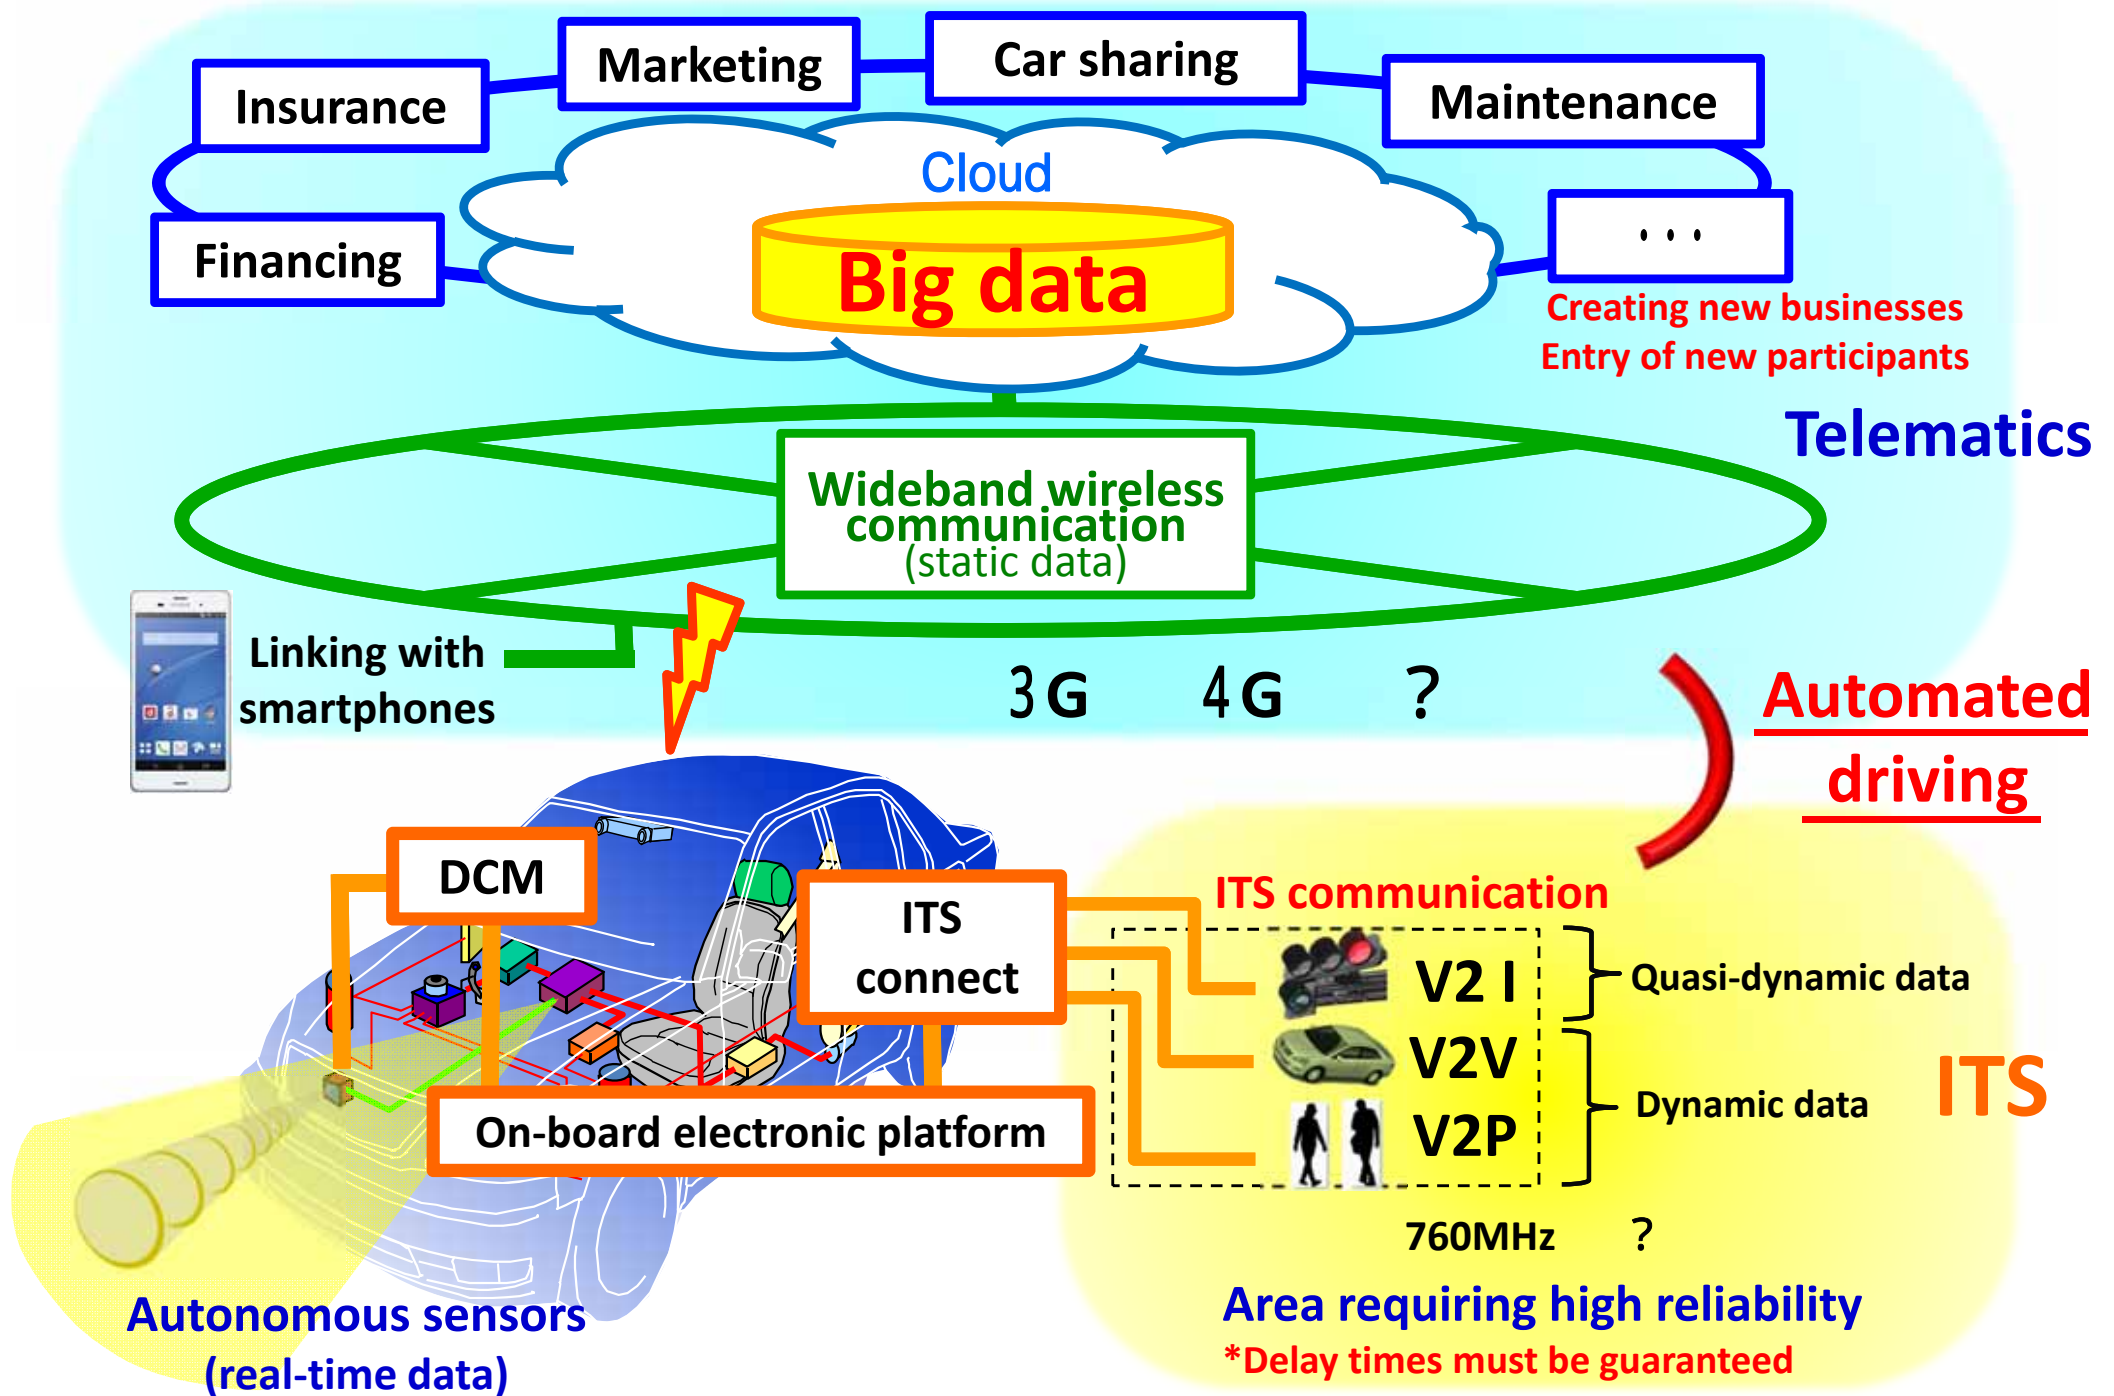 Marketing
Car sharing
Insurance
Maintenance
Cloud
Financing
Big data
・・・
Creating new businesses
Entry of new participants
Telematics
Wideband wireless
communication
(static data)
Linking with
smartphones
3G 4G ?
Automated
driving
DCM
ITS
connect
ITS communication
V2 I
Quasi-dynamic data
V2V
ITS
Dynamic data
V2P
On-board electronic platform
760MHz ?
Area requiring high reliability
*Delay times must be guaranteed
Autonomous sensors
(real-time data)